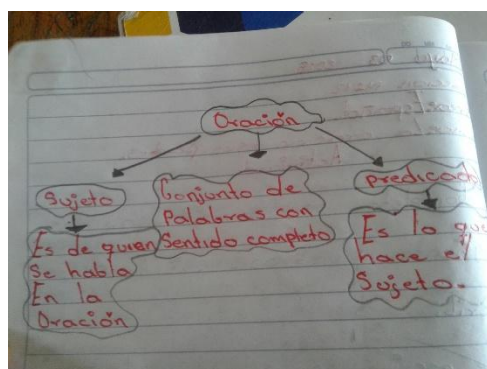 Oración
Sujeto
Es de quien
Se habla
En la
Oración
Conjunto de
Palabras con
Sentido completo
Predicado
Es lo que
hace el
Sujeto.